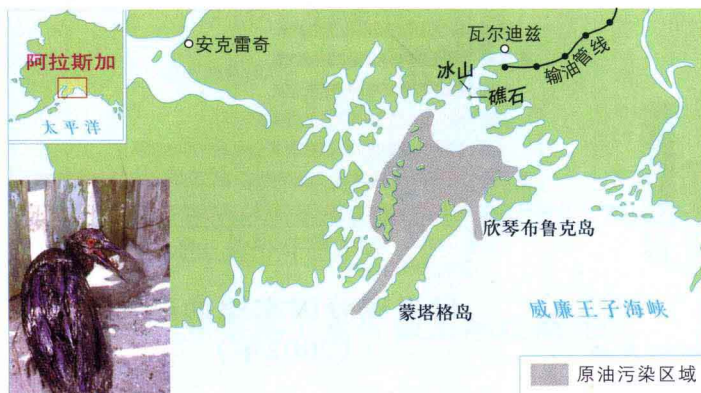 阿拉斯加
太平洋
安克雷奇
瓦尔迪兹
输油管线
冰山
礁石
欣琴布鲁克岛
蒙塔格岛
威廉王子海峡
原油污染区域